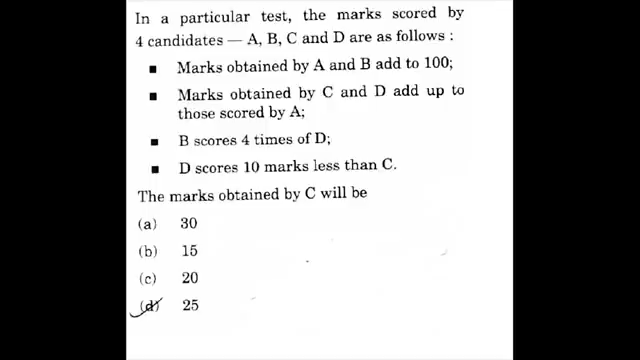 In a particular test, the marks scored by
4 candidates — A, B, C and D are as follows :
■ Marks obtained by A and B add to 100;
■ Marks obtained by C and D add up to
those scored by A;
■ B scores 4 times of D;
■ D scores 10 marks less than C.
The marks obtained by C will be
(a) 30
(b) 15
(c) 20
(d) 25